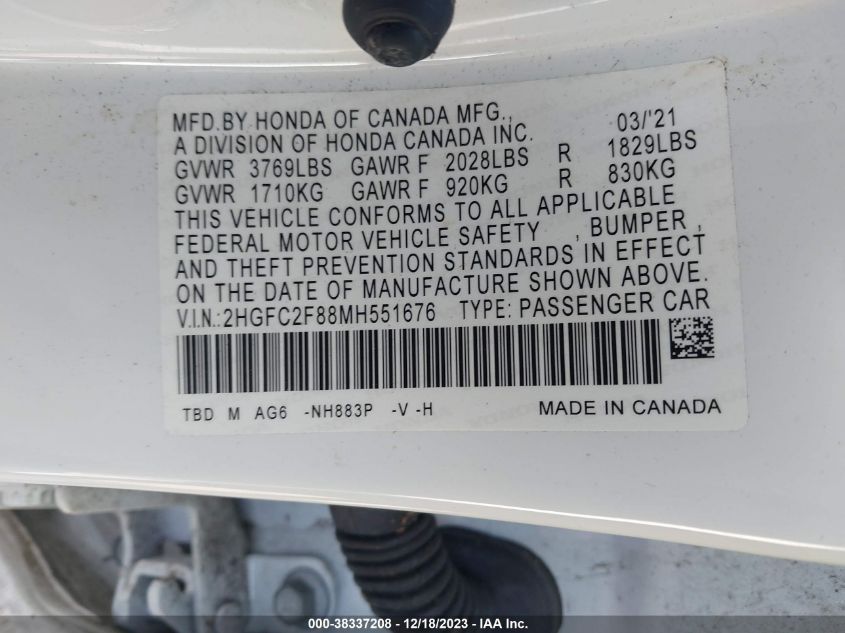 MFD.BY HONDA OF CANADA MFG., 03/'21
A DIVISION OF HONDA CANADA INC.
GVWR 3769LBS GAWR F 2028LBS R 1829LBS
GVWR 1710KG GAWR F 920KG R 830KG
THIS VEHICLE CONFORMS TO ALL APPLICABLE
FEDERAL MOTOR VEHICLE SAFETY , BUMPER ,
AND THEFT PREVENTION STANDARDS IN EFFECT
ON THE DATE OF MANUFACTURE SHOWN ABOVE.
V.I.N.:2HGFC2F88MH551676 TYPE: PASSENGER CAR
TBD M AG6 -NH883P -V -H MADE IN CANADA
000-38337208 - 12/18/2023 - IAA Inc.